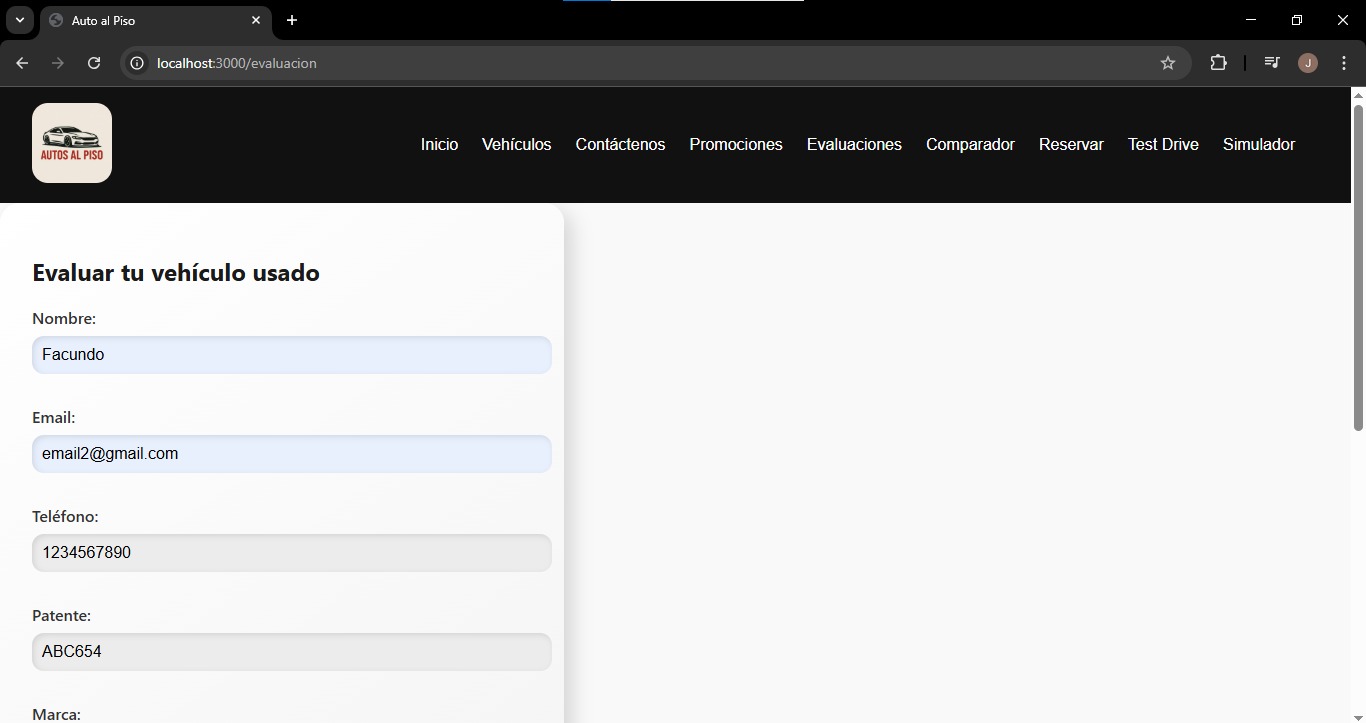 Auto al Piso
localhost:3000/evaluacion
J
AUTOS AL PISO
Inicio Vehículos Contáctenos Promociones Evaluaciones Comparador Reservar Test Drive Simulador
Evaluar tu vehículo usado
Nombre:
Facundo
Email:
email2@gmail.com
Teléfono:
1234567890
Patente:
ABC654
Marca: